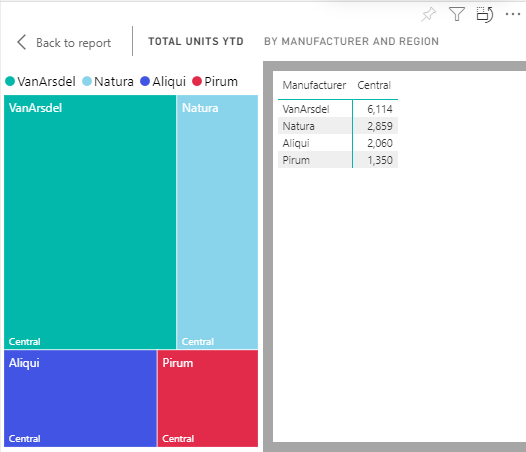 Back to report
TOTAL UNITS YTD
BY MANUFACTURER AND REGION
VanArsdel Natura Aliqui Pirum
VanArsdel
Natura
Central
Central
Aliqui
Pirum
Central
Central
Manufacturer Central
VanArsdel 6,114
Natura 2,859
Aliqui 2,060
Pirum 1,350